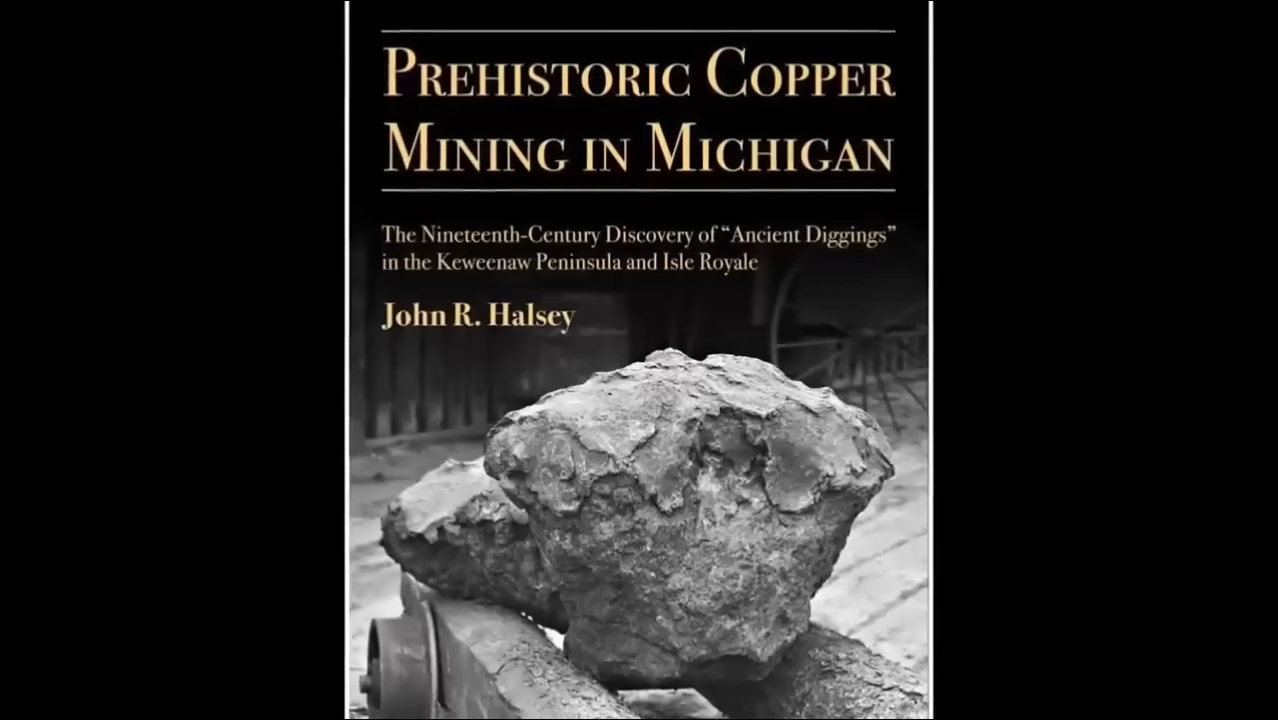 PREHISTORIC COPPER
MINING IN MICHIGAN
The Nineteenth-Century Discovery of “Ancient Diggings”
in the Keweenaw Peninsula and Isle Royale
John R. Halsey